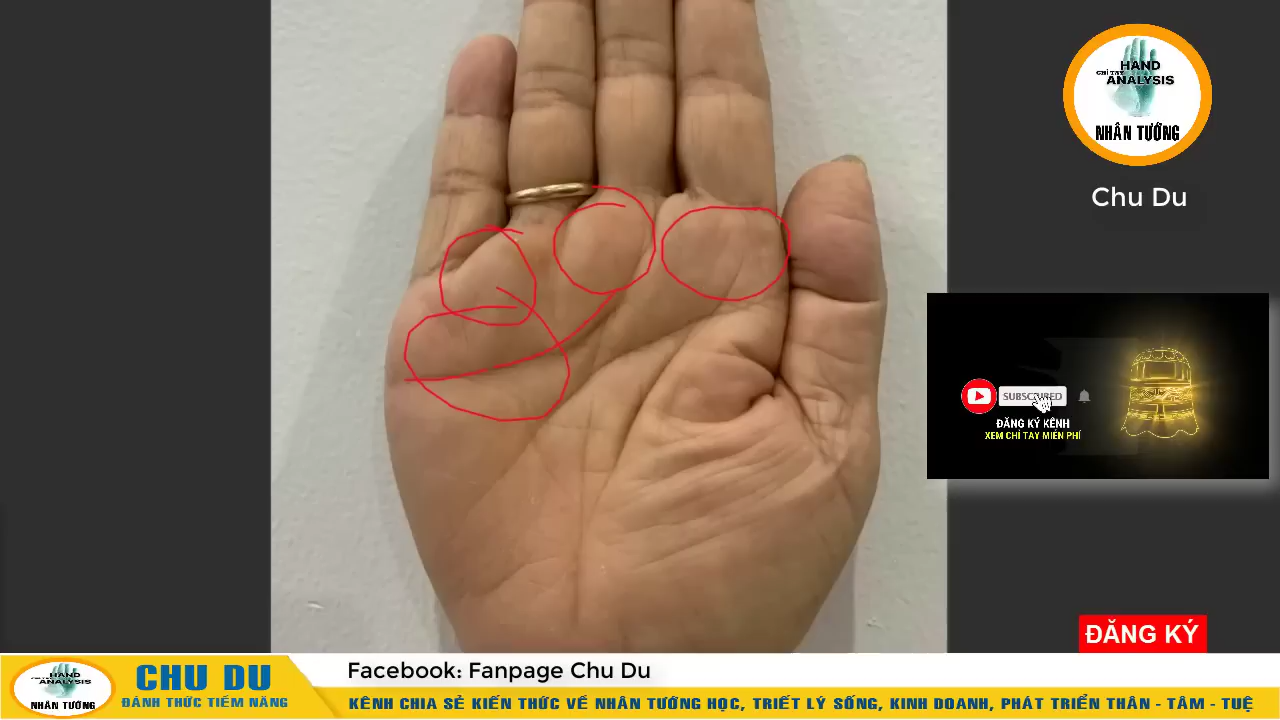 HAND
CHỈ TAY ANALYSIS
NHÂN TƯỚNG
Chu Du
SUBSCRIBED
ĐĂNG KÝ KÊNH
XEM CHỈ TAY MIỄN PHÍ
ĐĂNG KÝ
HAND
ANALYSIS
NHÂN TƯỚNG
CHU DU
ĐÁNH THỨC TIỀM NĂNG
Facebook: Fanpage Chu Du
KÊNH CHIA SẺ KIẾN THỨC VỀ NHÂN TƯỚNG HỌC, TRIẾT LÝ SỐNG, KINH DOANH, PHÁT TRIỂN THÂN - TÂM - TUỆ